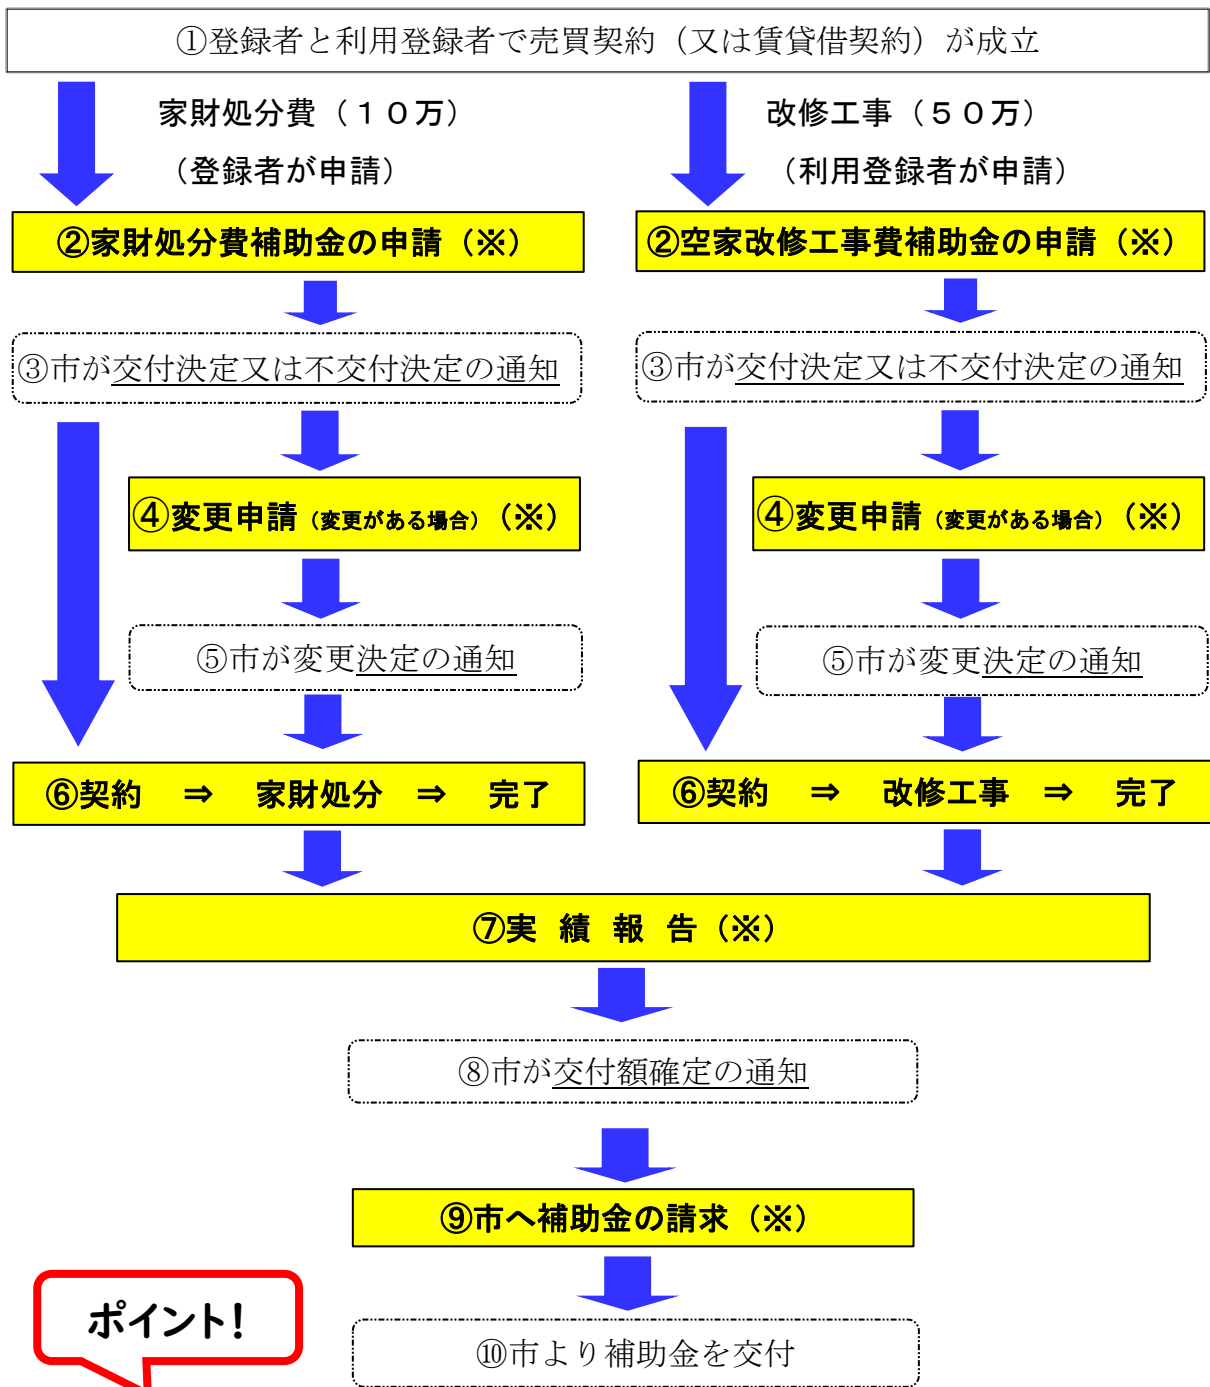 ①登録者と利用登録者で売買契約（又は賃貸借契約）が成立
家財処分費（１０万）
（登録者が申請）
改修工事（５０万）
（利用登録者が申請）
②家財処分費補助金の申請（※）
②空家改修工事費補助金の申請（※）
③市が交付決定又は不交付決定の通知
③市が交付決定又は不交付決定の通知
④変更申請（変更がある場合）（※）
④変更申請（変更がある場合）（※）
⑤市が変更決定の通知
⑤市が変更決定の通知
⑥契約　⇒　家財処分　⇒　完了
⑥契約　⇒　改修工事　⇒　完了
⑦実 績 報 告（※）
⑧市が交付額確定の通知
⑨市へ補助金の請求（※）
ポイント！
⑩市より補助金を交付